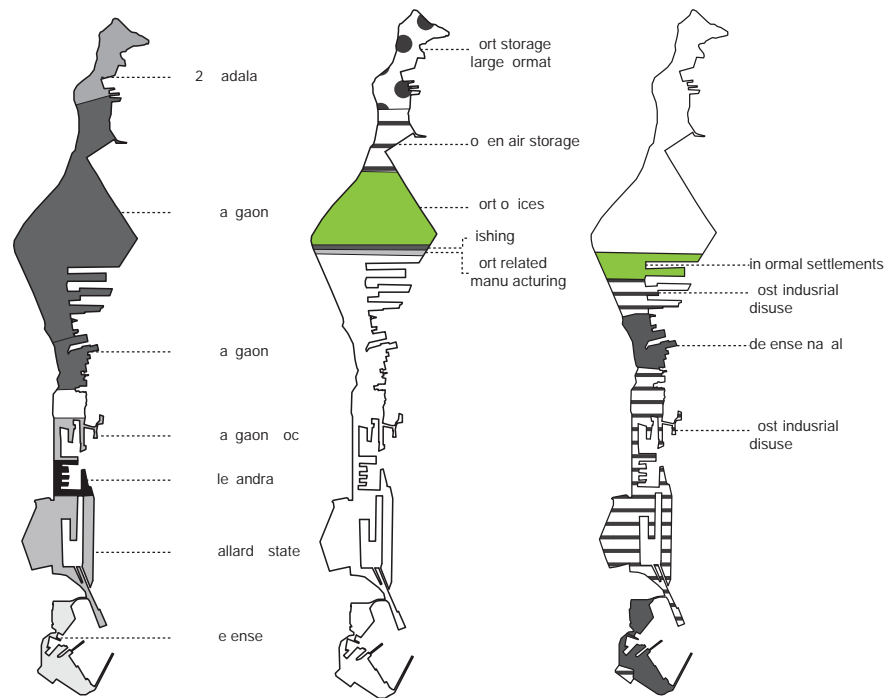 2 adala
a gaon
a gaon
a gaon oc
le andra
allard state
e ense
ort storage
large ormat
o en air storage
ort o ices
ishing
ort related
manu acturing
in ormal settlements
ost indusrial
disuse
de ense na al
ost indusrial
disuse